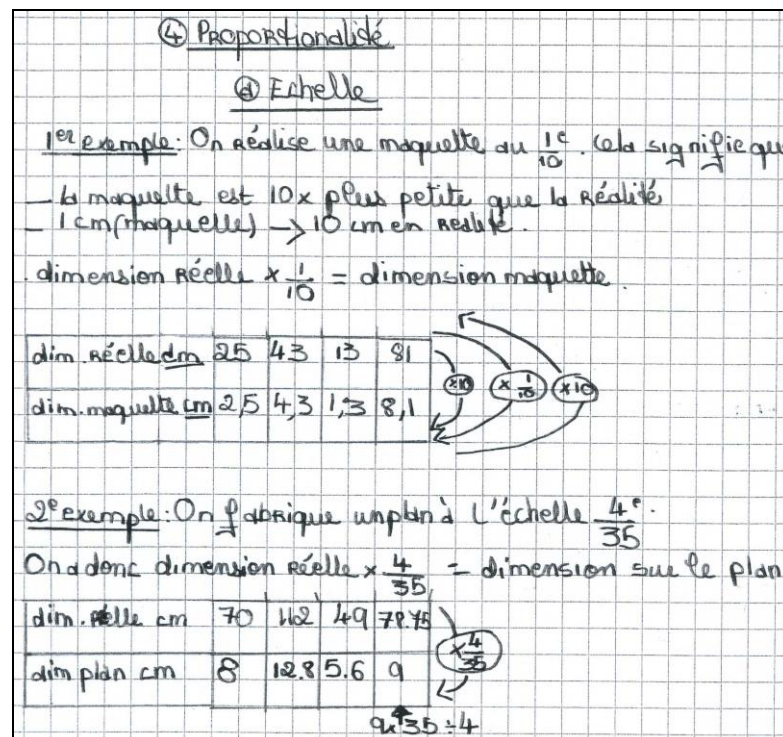 ④ PROPORtionalité
ⓓ Echelle
1er exemple: On Réalise une maquette au 1e/10. Cela signifie que
_ la maquette est 10x plus petite que la Réalité
_ 1 cm (maquette) → 10 cm en Réalité.
. dimension Réelle × 1/10 = dimension maquette.
dim. Réelle cm 25 43 13 81
dim. maquette cm 2,5 4,3 1,3 8,1
÷10 × 1/10 ×10
2e exemple: On fabrique un plan à L'échelle 4e/35.
On a donc dimension Réelle × 4/35 = dimension sur le plan
dim. Réelle cm 70 112 49 78.75
dim plan cm 8 12.8 5.6 9
× 4/35
9×35÷4